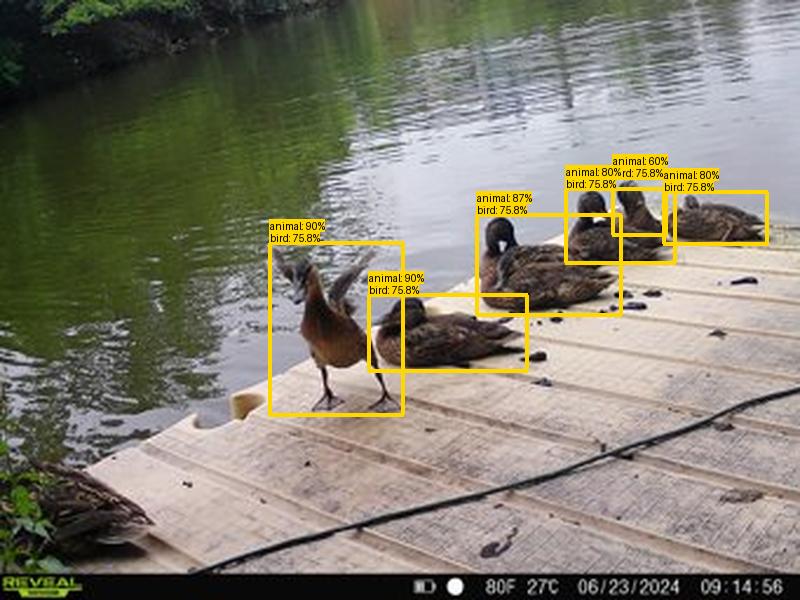 animal: 60%
animal: 80% rd: 75.8% animal: 80%
bird: 75.8% bird: 75.8%
animal: 87%
bird: 75.8%
animal: 90%
bird: 75.8%
animal: 90%
bird: 75.8%
REVEAL 80F 27C 06/23/2024 09:14:56